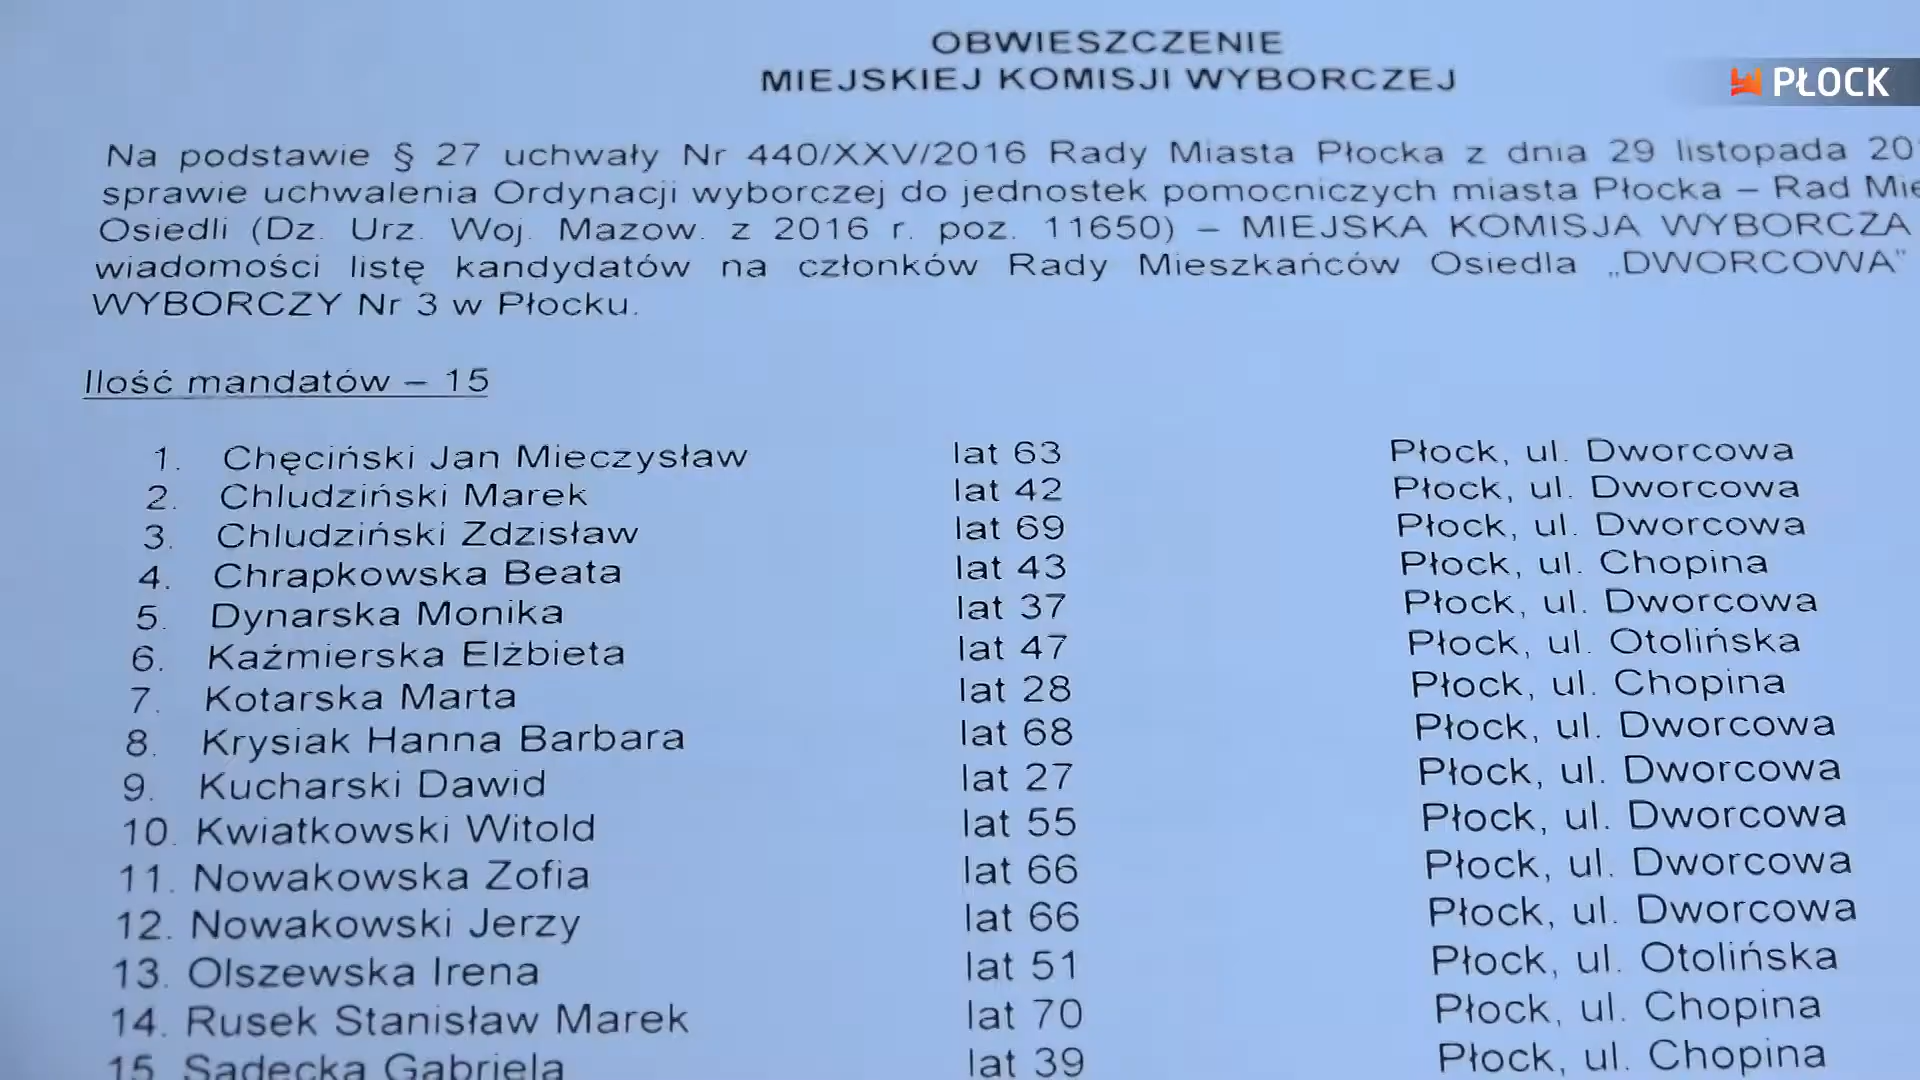 OBWIESZCZENIE
MIEJSKIEJ KOMISJI WYBORCZEJ
PŁOCK
Na podstawie § 27 uchwały Nr 440/XXV/2016 Rady Miasta Płocka z dnia 29 listopada 20
sprawie uchwalenia Ordynacji wyborczej do jednostek pomocniczych miasta Płocka – Rad Mie
Osiedli (Dz. Urz. Woj. Mazow. z 2016 r. poz. 11650) – MIEJSKA KOMISJA WYBORCZA
wiadomości listę kandydatów na członków Rady Mieszkańców Osiedla „DWORCOWA”
WYBORCZY Nr 3 w Płocku.
Ilość mandatów – 15
1. Chęciński Jan Mieczysław lat 63 Płock, ul. Dworcowa
2. Chludziński Marek lat 42 Płock, ul. Dworcowa
3. Chludziński Zdzisław lat 69 Płock, ul. Dworcowa
4. Chrapkowska Beata lat 43 Płock, ul. Chopina
5. Dynarska Monika lat 37 Płock, ul. Dworcowa
6. Kaźmierska Elżbieta lat 47 Płock, ul. Otolińska
7. Kotarska Marta lat 28 Płock, ul. Chopina
8. Krysiak Hanna Barbara lat 68 Płock, ul. Dworcowa
9. Kucharski Dawid lat 27 Płock, ul. Dworcowa
10. Kwiatkowski Witold lat 55 Płock, ul. Dworcowa
11. Nowakowska Zofia lat 66 Płock, ul. Dworcowa
12. Nowakowski Jerzy lat 66 Płock, ul. Dworcowa
13. Olszewska Irena lat 51 Płock, ul. Otolińska
14. Rusek Stanisław Marek lat 70 Płock, ul. Chopina
15 Sadecka Gabriela lat 39 Płock, ul. Chopina